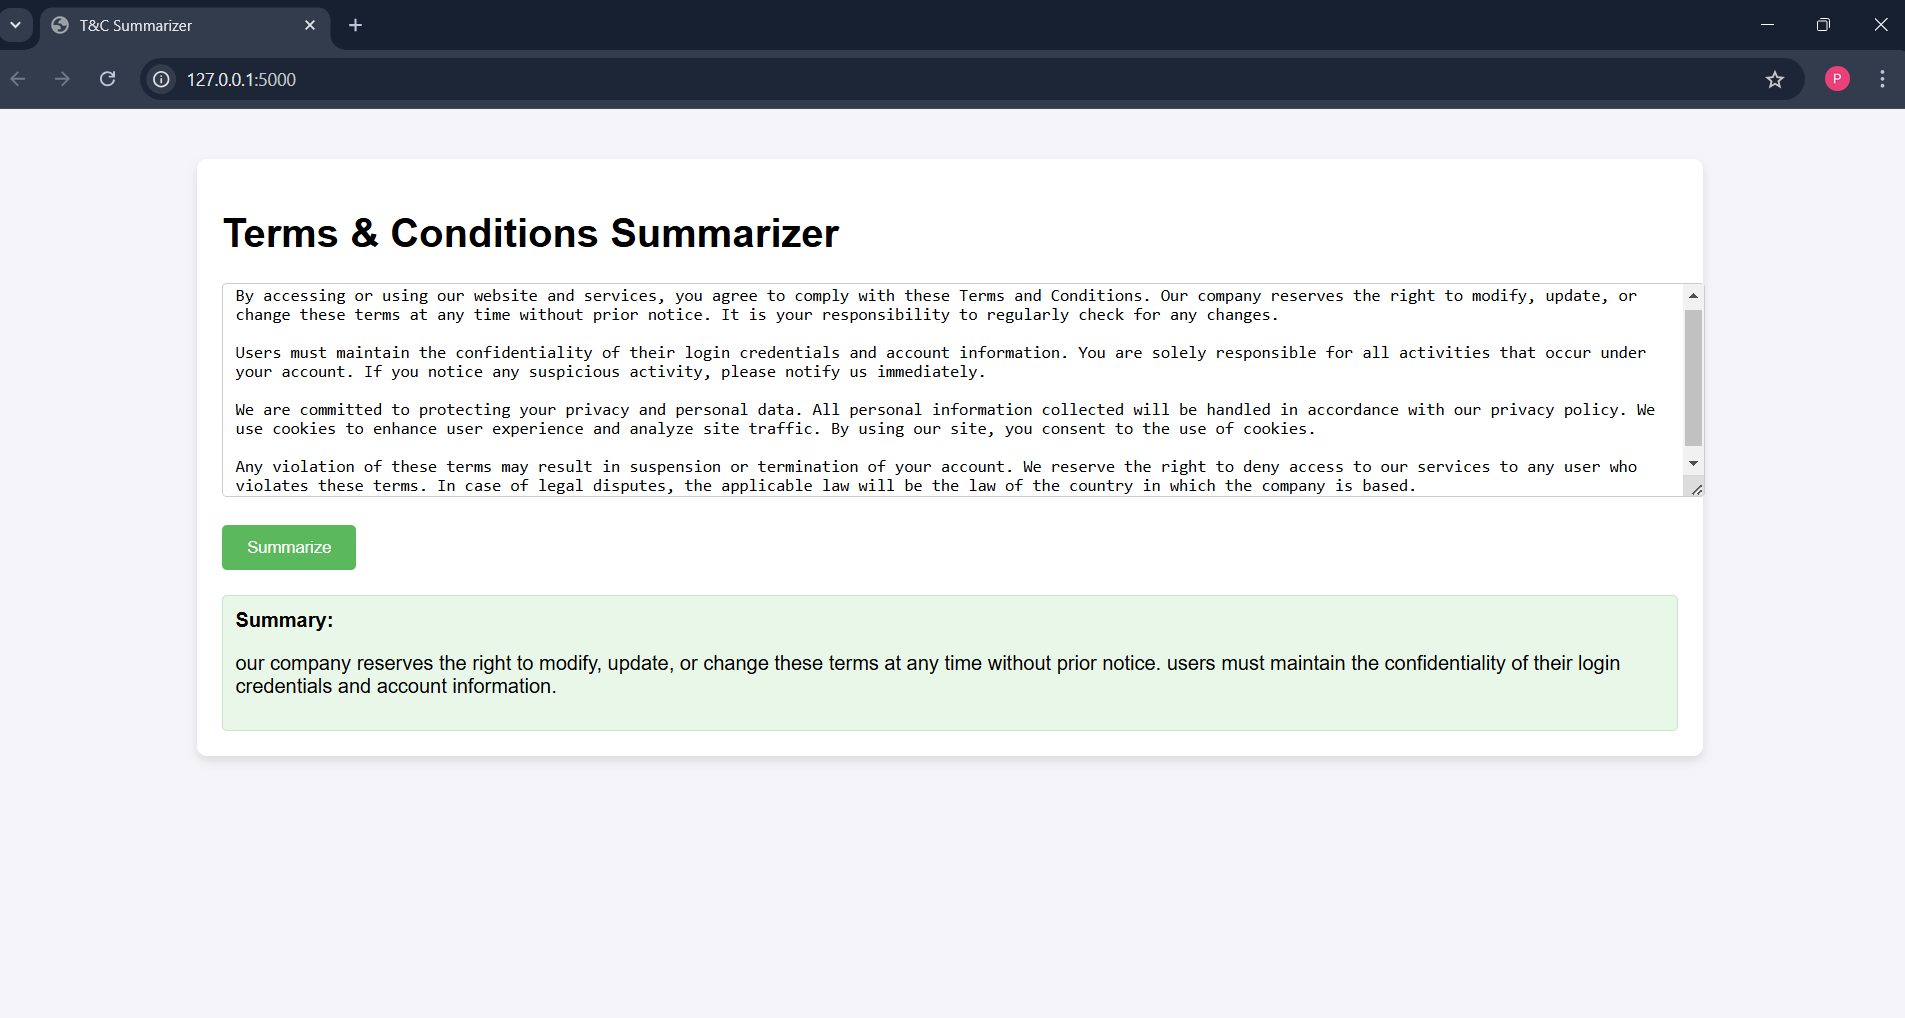 T&C Summarizer
127.0.0.1:5000
P
Terms & Conditions Summarizer
By accessing or using our website and services, you agree to comply with these Terms and Conditions. Our company reserves the right to modify, update, or
change these terms at any time without prior notice. It is your responsibility to regularly check for any changes.
Users must maintain the confidentiality of their login credentials and account information. You are solely responsible for all activities that occur under
your account. If you notice any suspicious activity, please notify us immediately.
We are committed to protecting your privacy and personal data. All personal information collected will be handled in accordance with our privacy policy. We
use cookies to enhance user experience and analyze site traffic. By using our site, you consent to the use of cookies.
Any violation of these terms may result in suspension or termination of your account. We reserve the right to deny access to our services to any user who
violates these terms. In case of legal disputes, the applicable law will be the law of the country in which the company is based.
Summarize
Summary:
our company reserves the right to modify, update, or change these terms at any time without prior notice. users must maintain the confidentiality of their login
credentials and account information.